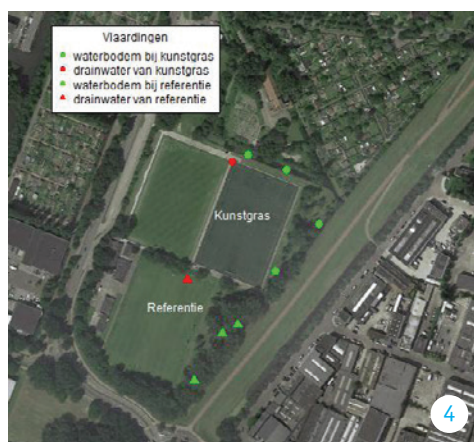 Vlaardingen
waterbodem bij kunstgras
drainwater van kunstgras
waterbodem bij referentie
drainwater van referentie
Kunstgras
Referentie
4